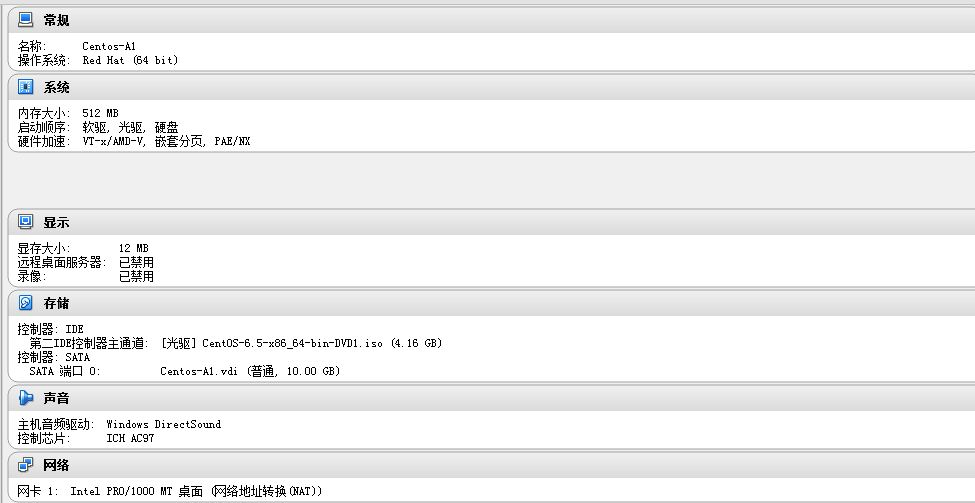 常规
名称: Centos-A1
操作系统: Red Hat (64 bit)
系统
内存大小: 512 MB
启动顺序: 软驱, 光驱, 硬盘
硬件加速: VT-x/AMD-V, 嵌套分页, PAE/NX
显示
显存大小: 12 MB
远程桌面服务器: 已禁用
录像: 已禁用
存储
控制器: IDE
第二IDE控制器主通道: [光驱] CentOS-6.5-x86_64-bin-DVD1.iso (4.16 GB)
控制器: SATA
SATA 端口 0: Centos-A1.vdi (普通, 10.00 GB)
声音
主机音频驱动: Windows DirectSound
控制芯片: ICH AC97
网络
网卡 1: Intel PRO/1000 MT 桌面 (网络地址转换(NAT))